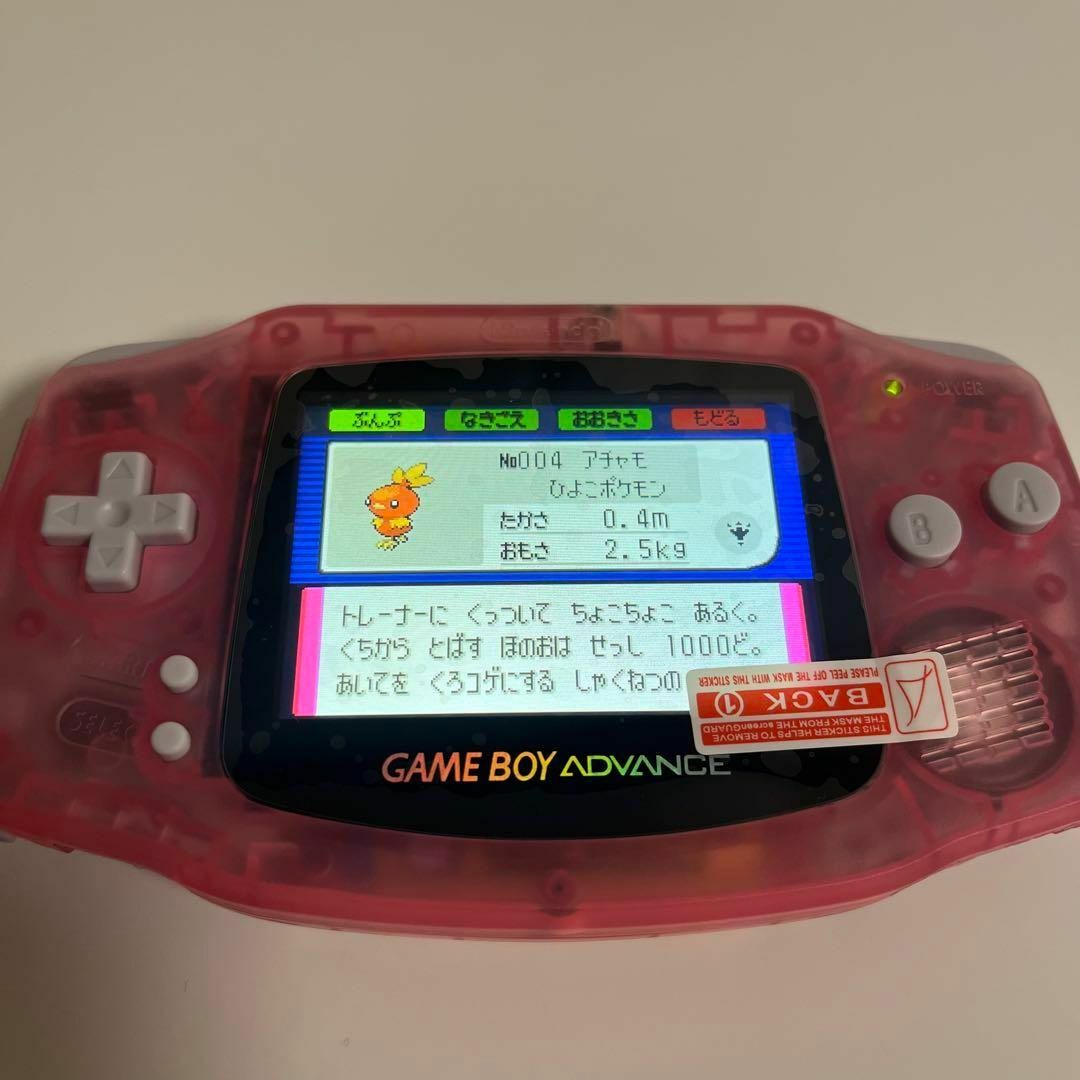 Nintendo
POWER
ぶんぷ なきごえ おおきさ もどる
№004 アチャモ
ひよこポケモン
たかさ 0.4m
おもさ 2.5kg
トレーナーに くっついて ちょこちょこ あるく。
くちから とばす ほのおは せっし 1000ど。
あいてを くろコゲにする しゃくねつの
A
B
START
SELECT
GAME BOY ADVANCE
THIS STICKER HELPS TO REMOVE
THE MASK FROM THE screenGUARD
BACK ①
PLEASE PEEL OFF THE MASK WITH THIS STICKER